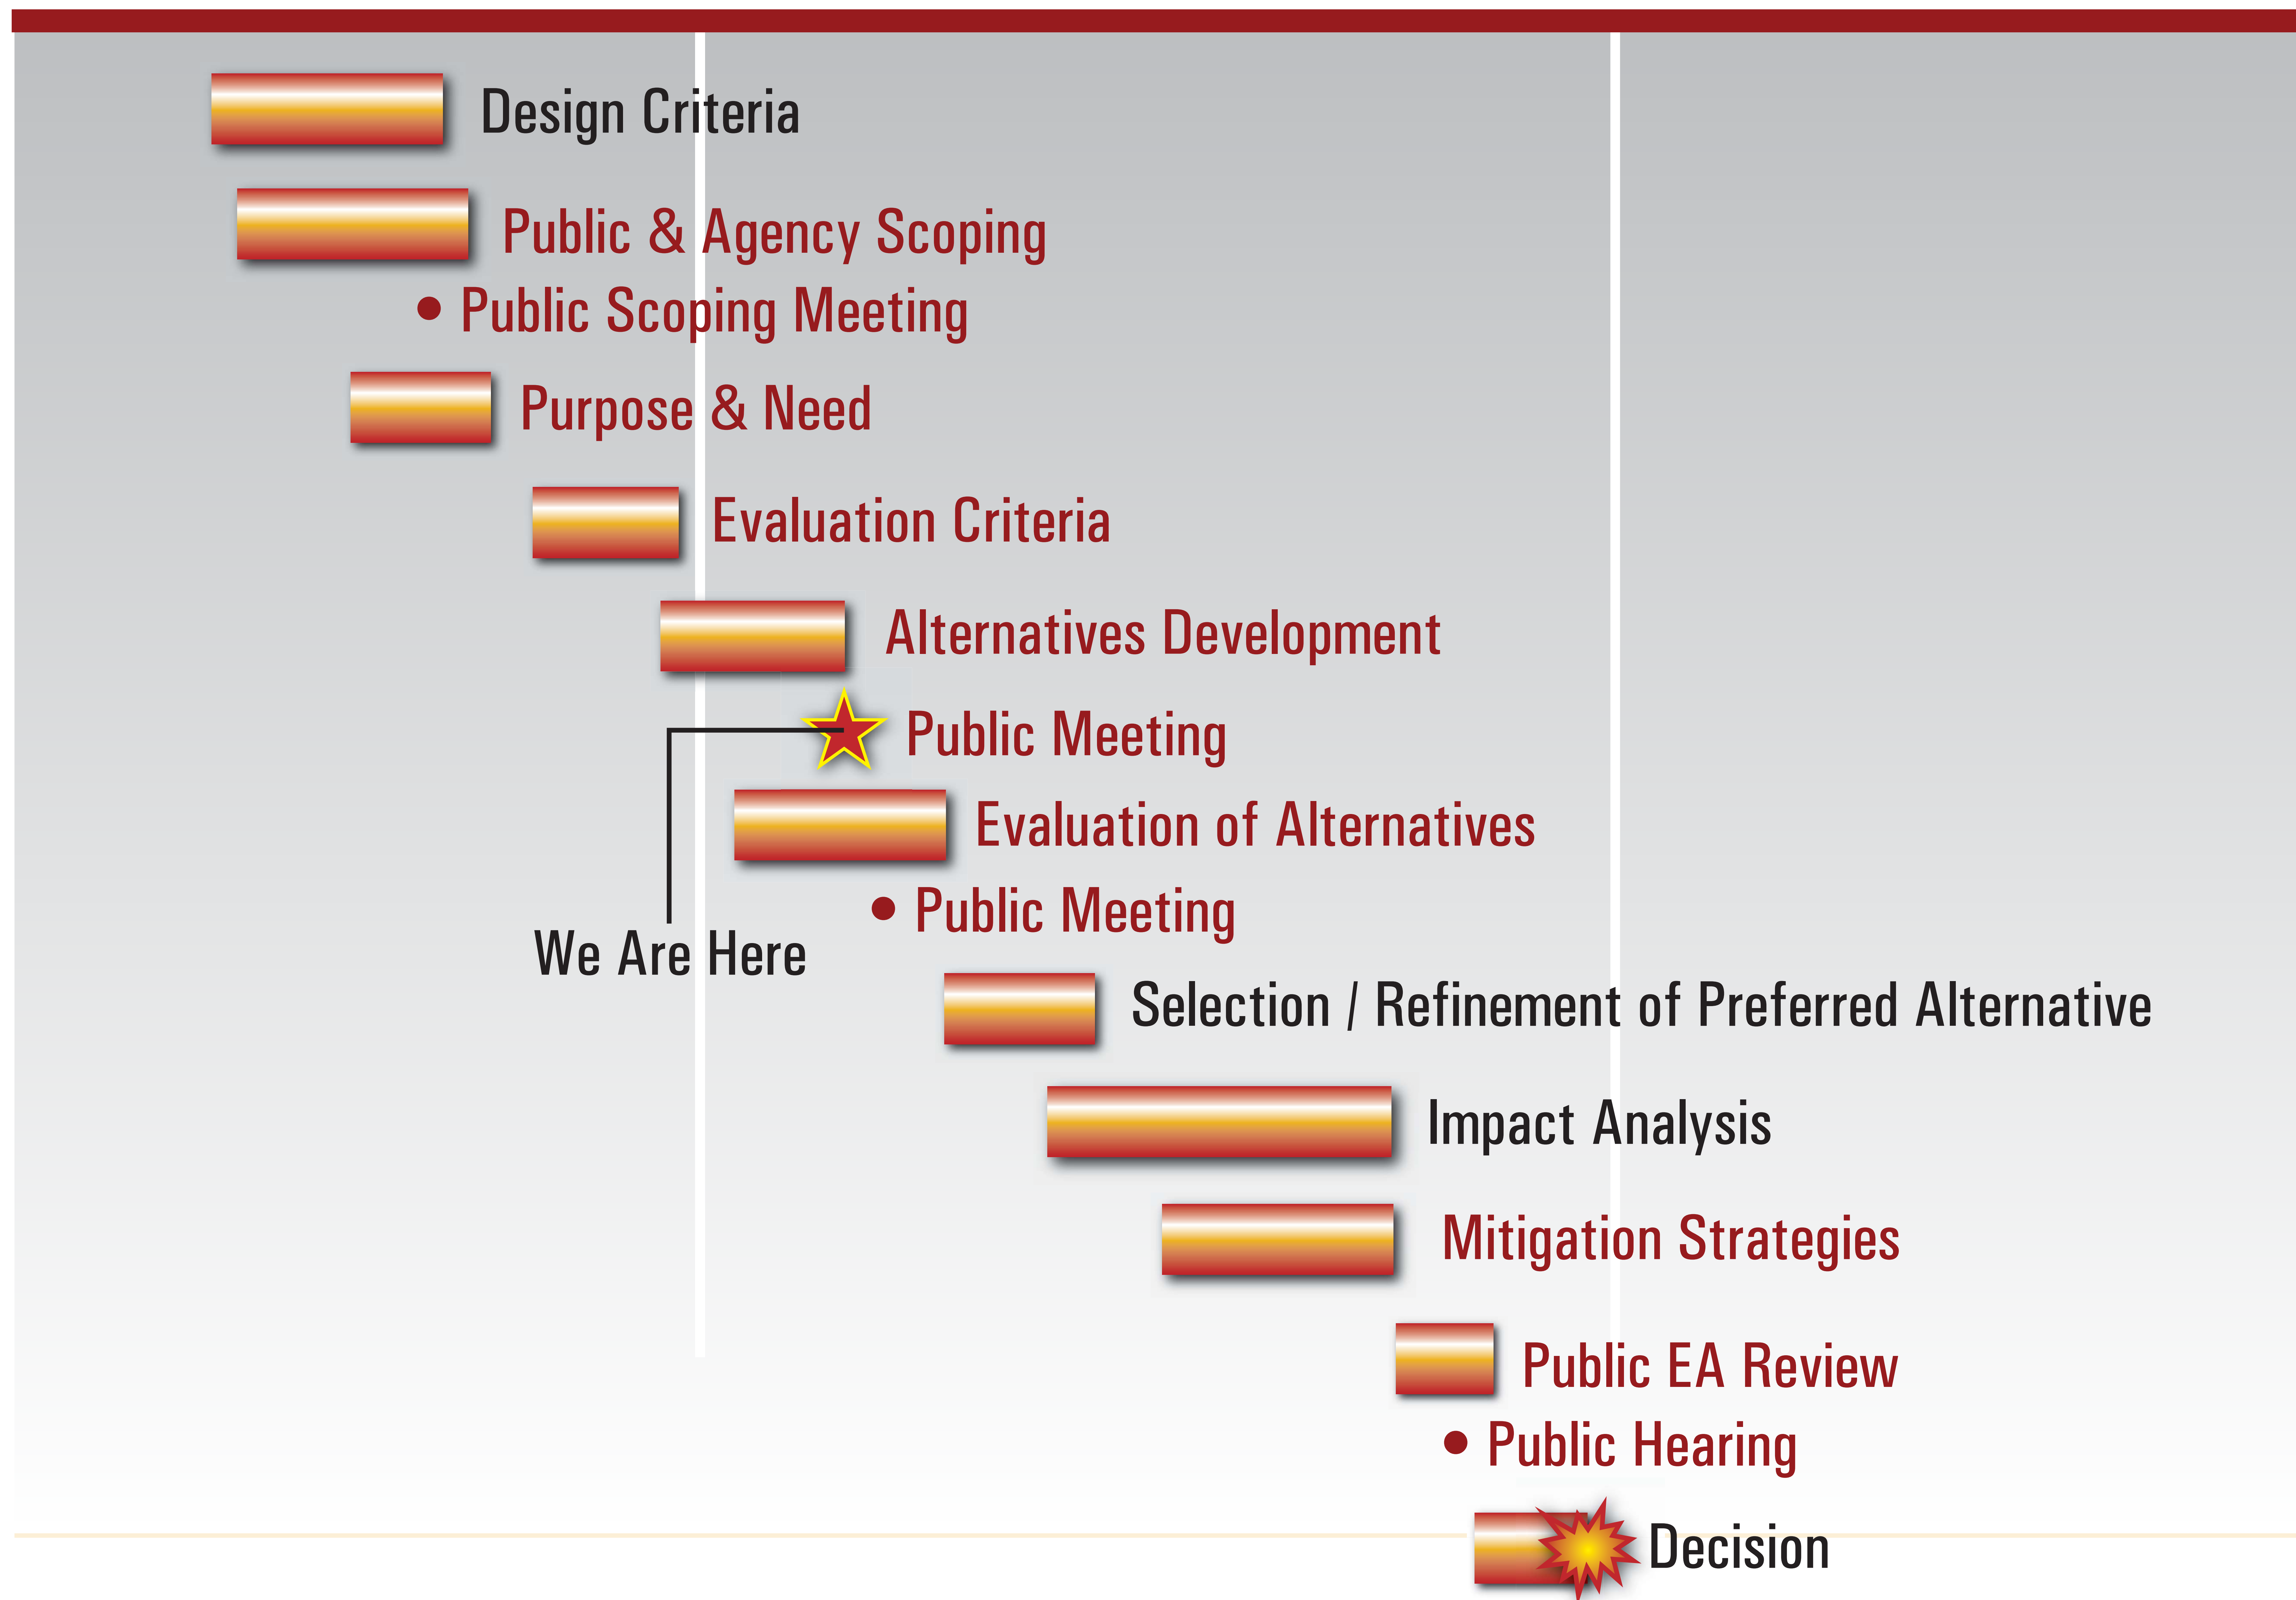 Design Criteria
Public & Agency Scoping
• Public Scoping Meeting
Purpose & Need
Evaluation Criteria
Alternatives Development
Public Meeting
Evaluation of Alternatives
• Public Meeting
We Are Here
Selection / Refinement of Preferred Alternative
Impact Analysis
Mitigation Strategies
Public EA Review
• Public Hearing
Decision